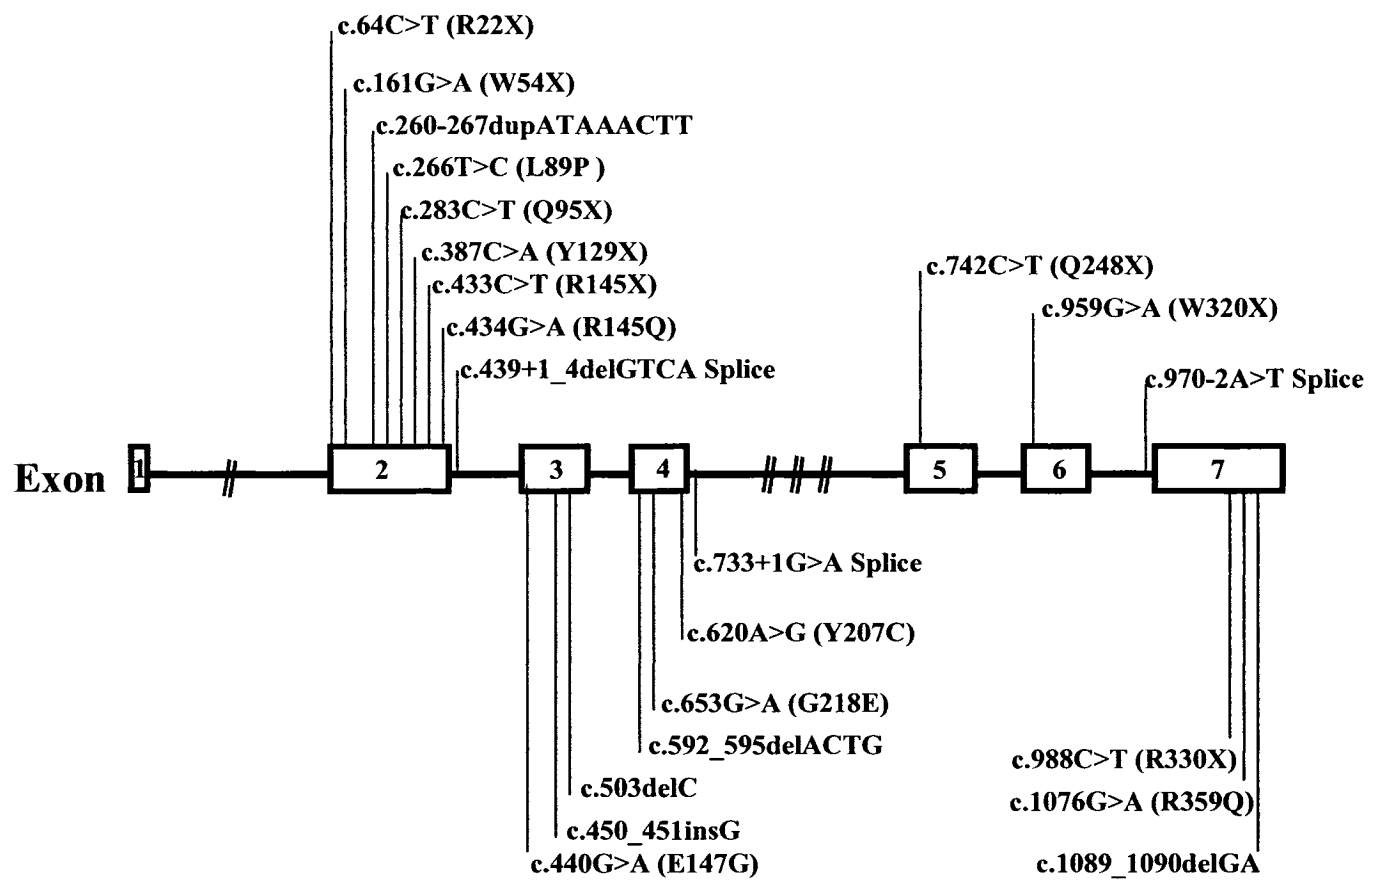 c.64C>T (R22X)
c.161G>A (W54X)
c.260-267dupATAAACTT
c.266T>C (L89P )
c.283C>T (Q95X)
c.387C>A (Y129X)
c.433C>T (R145X)
c.434G>A (R145Q)
c.439+1_4delGTCA Splice
c.742C>T (Q248X)
c.959G>A (W320X)
c.970-2A>T Splice
Exon 1 2 3 4 5 6 7
c.733+1G>A Splice
c.620A>G (Y207C)
c.653G>A (G218E)
c.592_595delACTG
c.503delC
c.450_451insG
c.440G>A (E147G)
c.988C>T (R330X)
c.1076G>A (R359Q)
c.1089_1090delGA